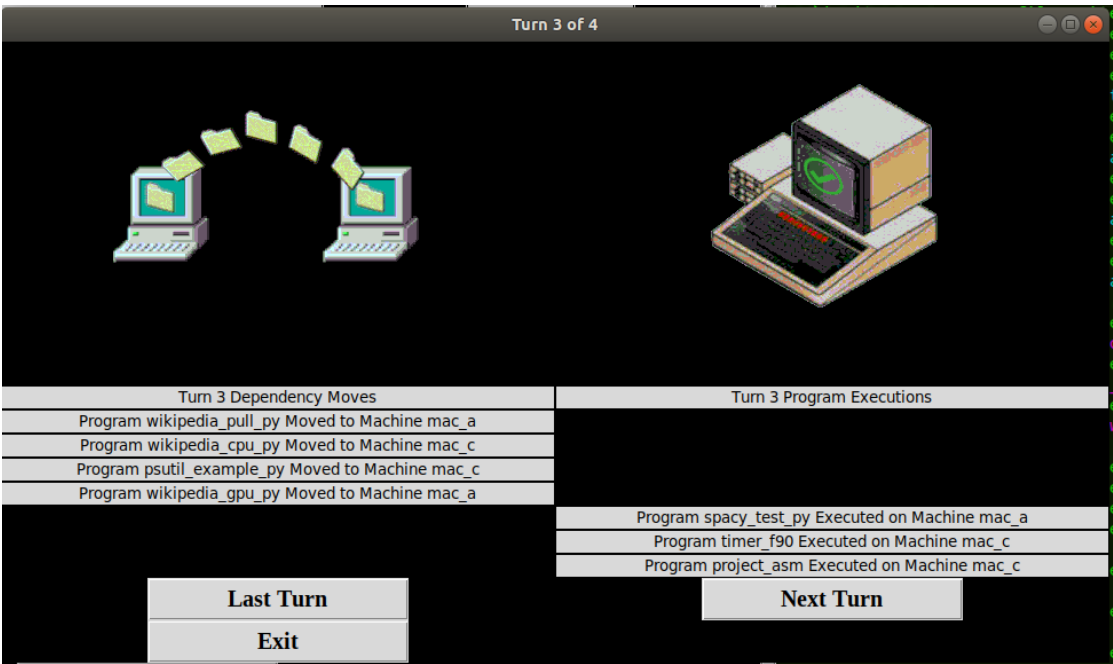 Turn 3 of 4
Turn 3 Dependency Moves
Program wikipedia_pull_py Moved to Machine mac_a
Program wikipedia_cpu_py Moved to Machine mac_c
Program psutil_example_py Moved to Machine mac_c
Program wikipedia_gpu_py Moved to Machine mac_a
Turn 3 Program Executions
Program spacy_test_py Executed on Machine mac_a
Program timer_f90 Executed on Machine mac_c
Program project_asm Executed on Machine mac_c
Last Turn
Next Turn
Exit